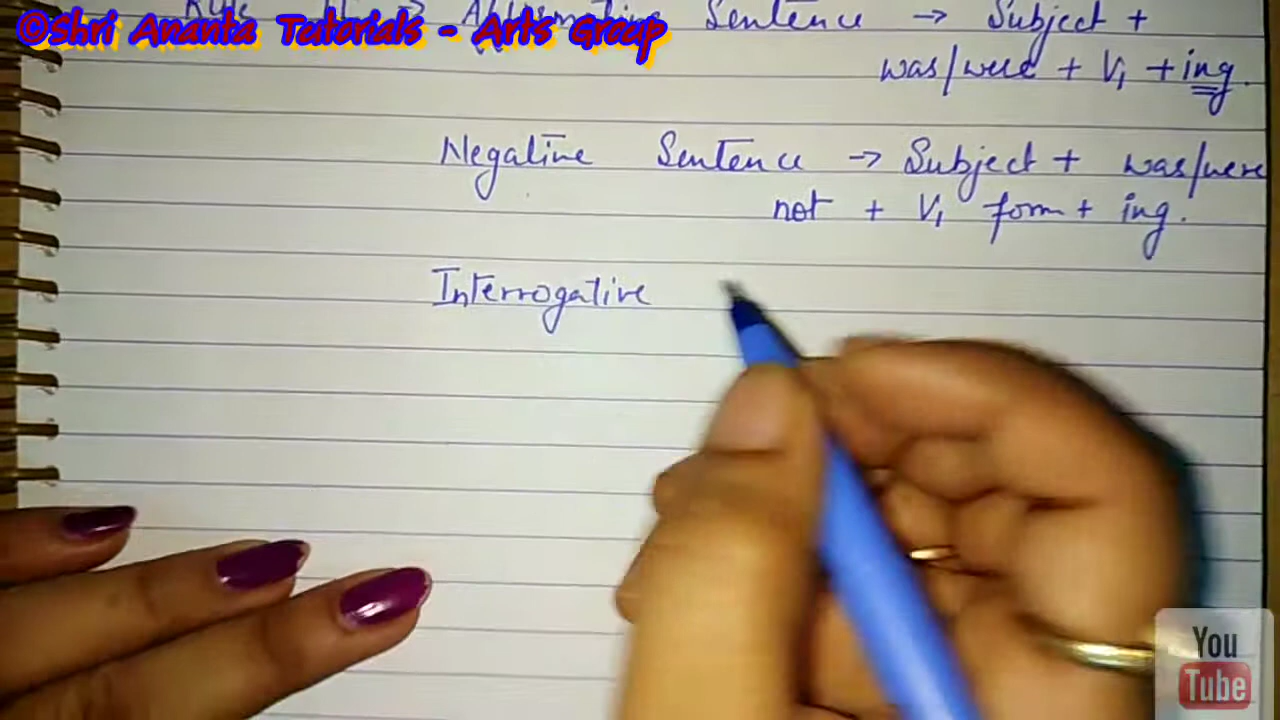 Sentence → Subject +
©Shri Ananta Tutorials - Arts Group
was/were + V1 + ing.
Negative Sentence → Subject + was/were
not + V1 form + ing.
Interrogative
You
Tube